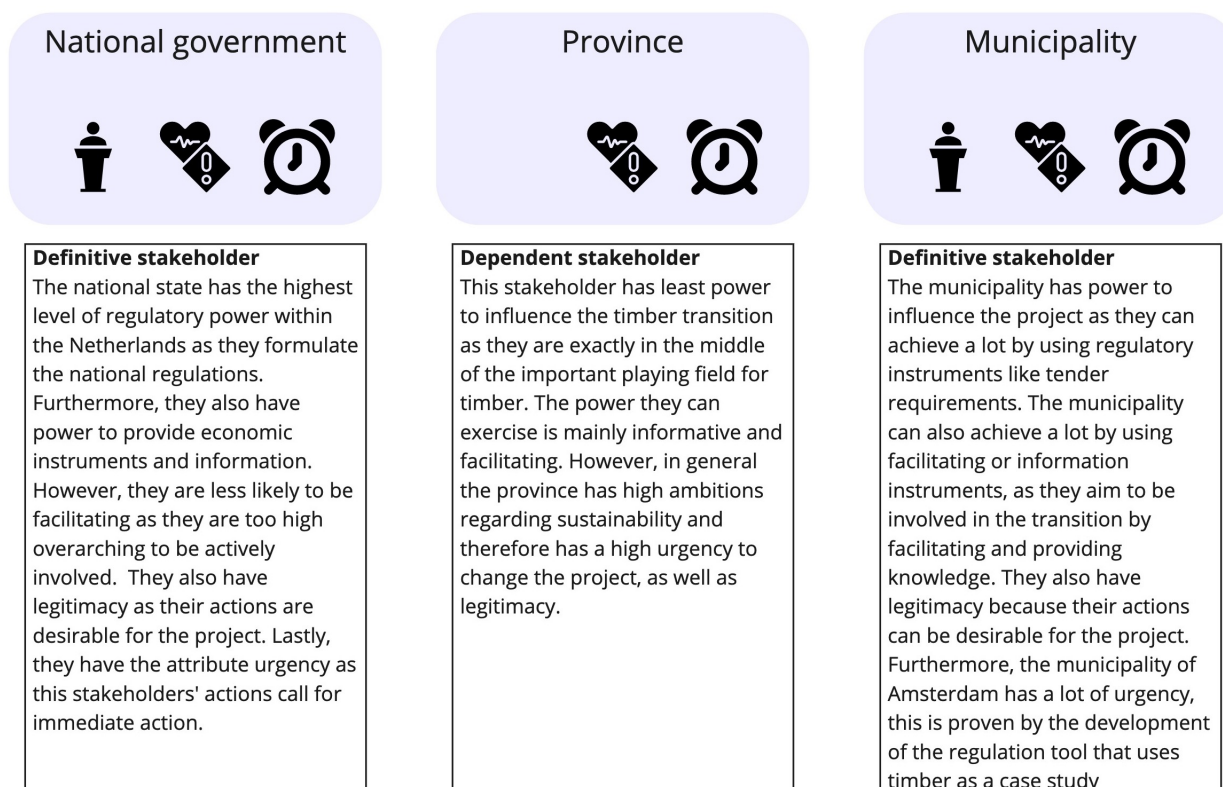 National government
Province
Municipality
Definitive stakeholder
The national state has the highest
level of regulatory power within
the Netherlands as they formulate
the national regulations.
Furthermore, they also have
power to provide economic
instruments and information.
However, they are less likely to be
facilitating as they are too high
overarching to be actively
involved.  They also have
legitimacy as their actions are
desirable for the project. Lastly,
they have the attribute urgency as
this stakeholders' actions call for
immediate action.
Dependent stakeholder
This stakeholder has least power
to influence the timber transition
as they are exactly in the middle
of the important playing field for
timber. The power they can
exercise is mainly informative and
facilitating. However, in general
the province has high ambitions
regarding sustainability and
therefore has a high urgency to
change the project, as well as
legitimacy.
Definitive stakeholder
The municipality has power to
influence the project as they can
achieve a lot by using regulatory
instruments like tender
requirements. The municipality
can also achieve a lot by using
facilitating or information
instruments, as they aim to be
involved in the transition by
facilitating and providing
knowledge. They also have
legitimacy because their actions
can be desirable for the project.
Furthermore, the municipality of
Amsterdam has a lot of urgency,
this is proven by the development
of the regulation tool that uses
timber as a case study